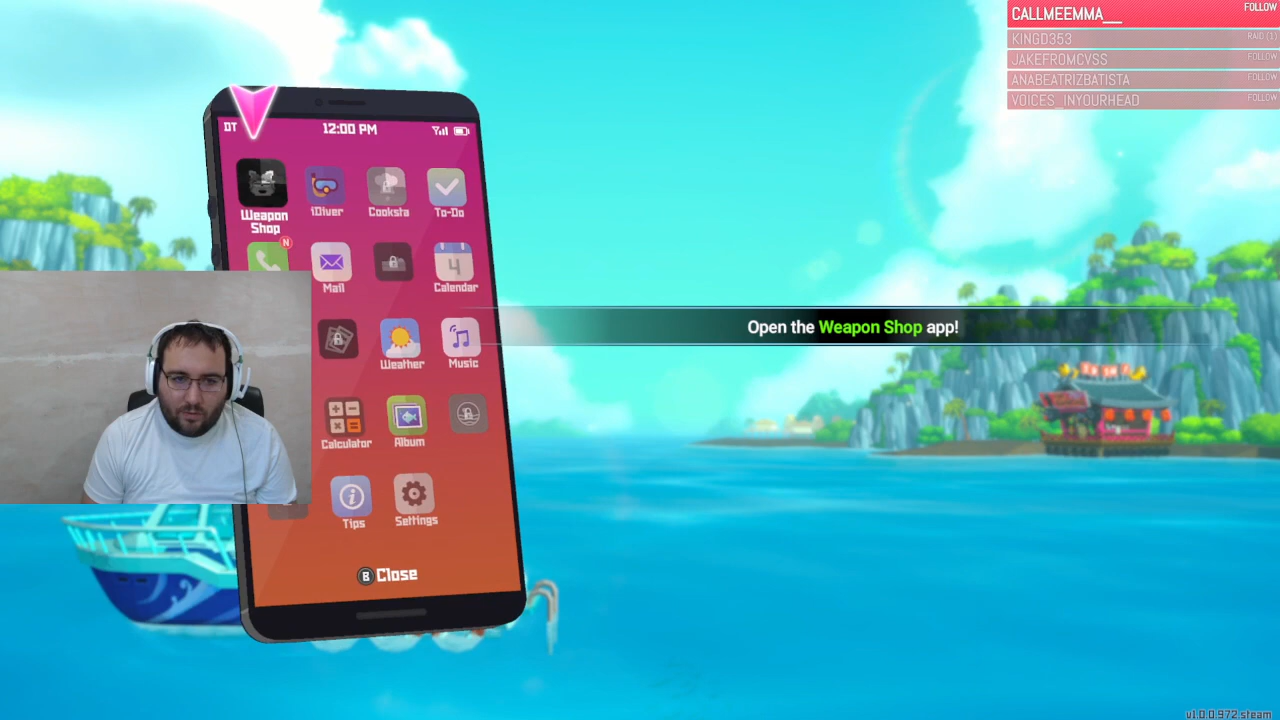 CALLMEEMMA__ FOLLOW
KINGD353 RAID (1)
JAKEFROMCVSS FOLLOW
ANABEATRIZBATISTA FOLLOW
VOICES_INYOURHEAD FOLLOW
DT 12:00 PM
Weapon Shop iDiver Cooksta To-Do
N
4
Mail Calendar
Open the Weapon Shop app!
Weather Music
Calculator Album
Tips Settings
B Close
v1.0.0.972.steam